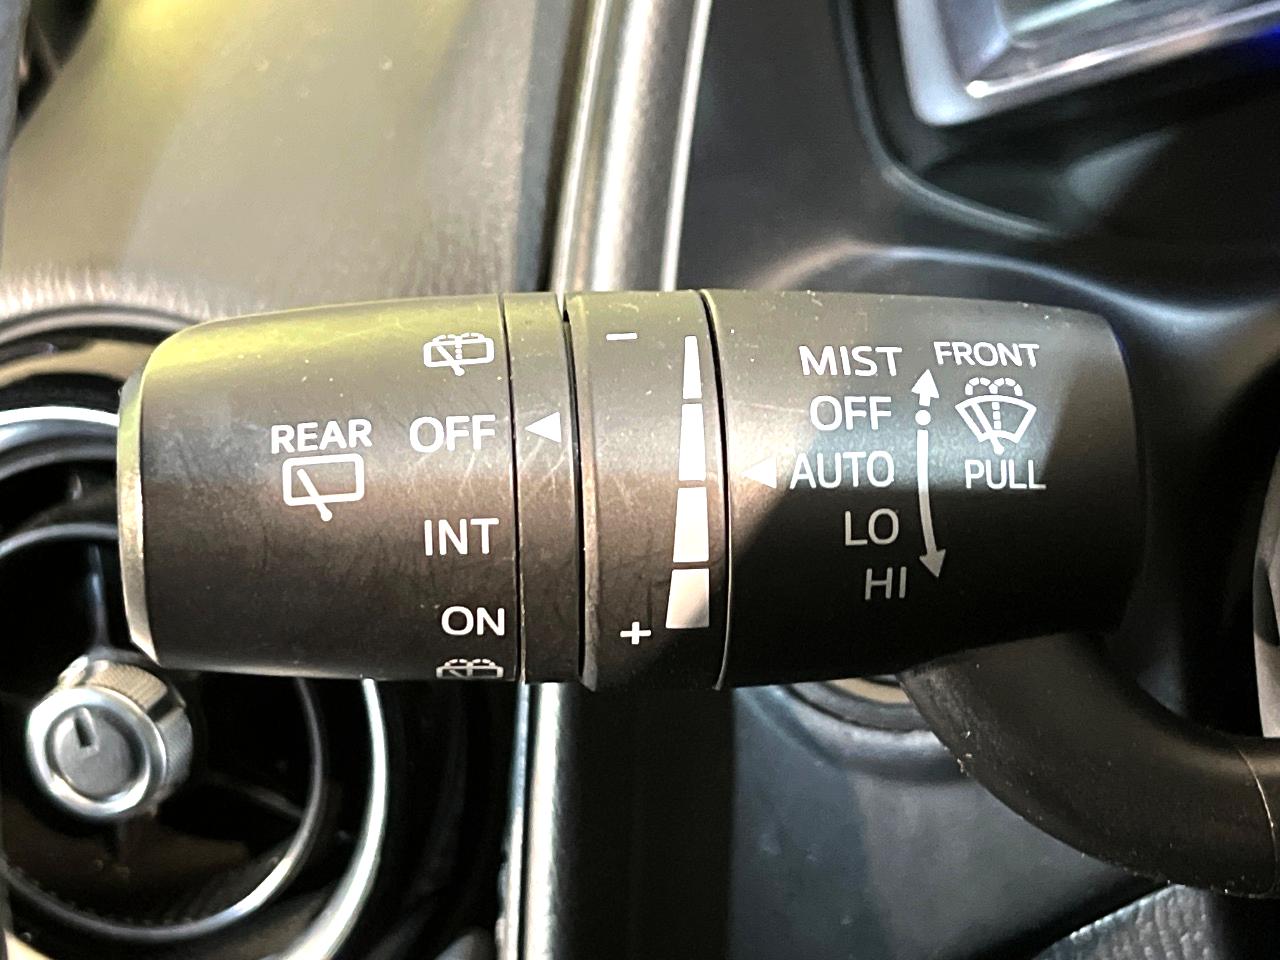 REAR
OFF
INT
ON
−
+
MIST
OFF
AUTO
LO
HI
FRONT
PULL